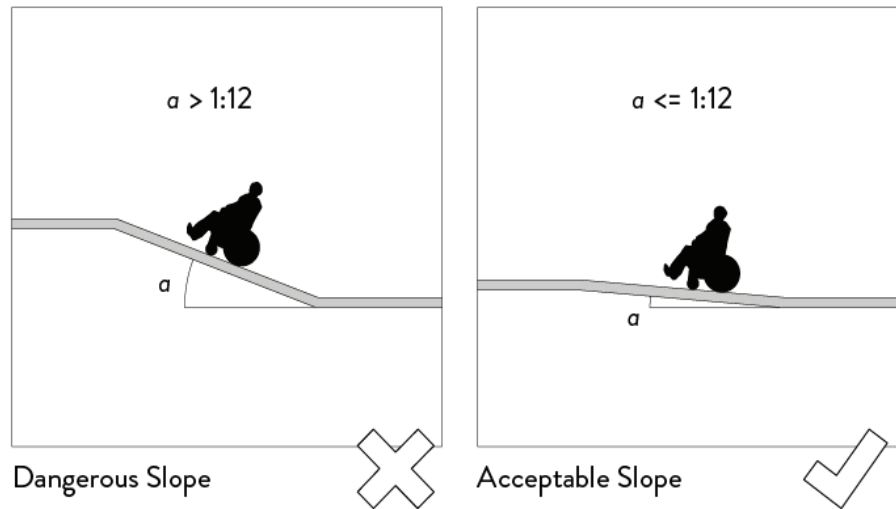 a > 1:12
a
Dangerous Slope
a <= 1:12
a
Acceptable Slope